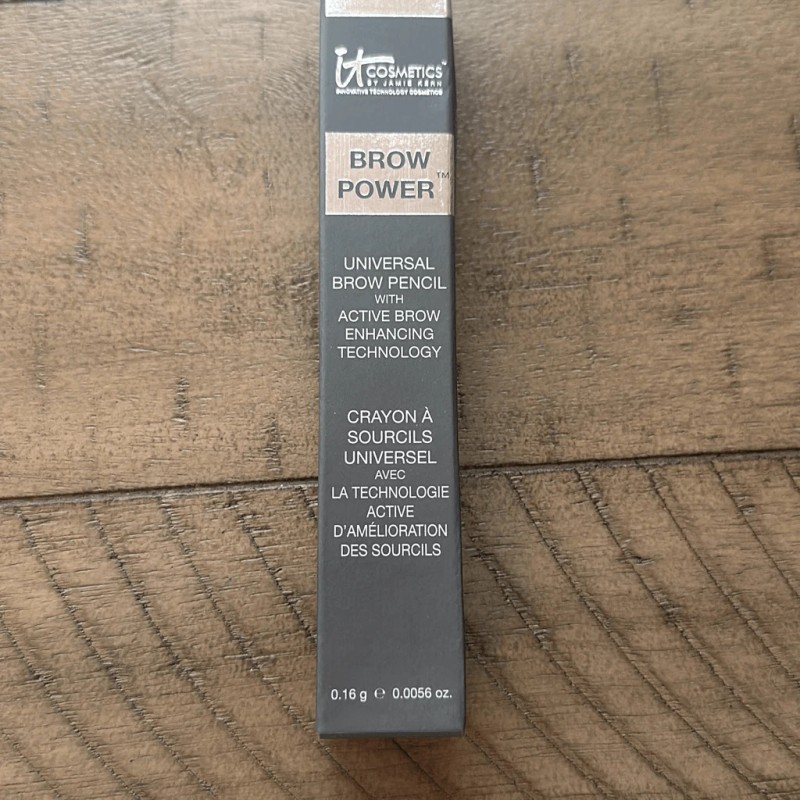 it COSMETICS™
BY JAMIE KERN
INNOVATIVE TECHNOLOGY COSMETICS
BROW
POWER™
UNIVERSAL
BROW PENCIL
WITH
ACTIVE BROW
ENHANCING
TECHNOLOGY
CRAYON À
SOURCILS
UNIVERSEL
AVEC
LA TECHNOLOGIE
ACTIVE
D'AMÉLIORATION
DES SOURCILS
0.16 g ℮ 0.0056 oz.